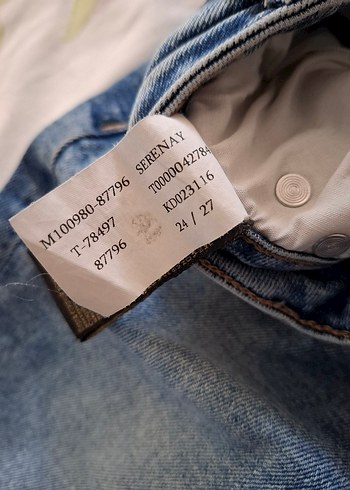 M100980-87796 SERENAY
T-78497 T0000042784
87796 KD023116
24 / 27